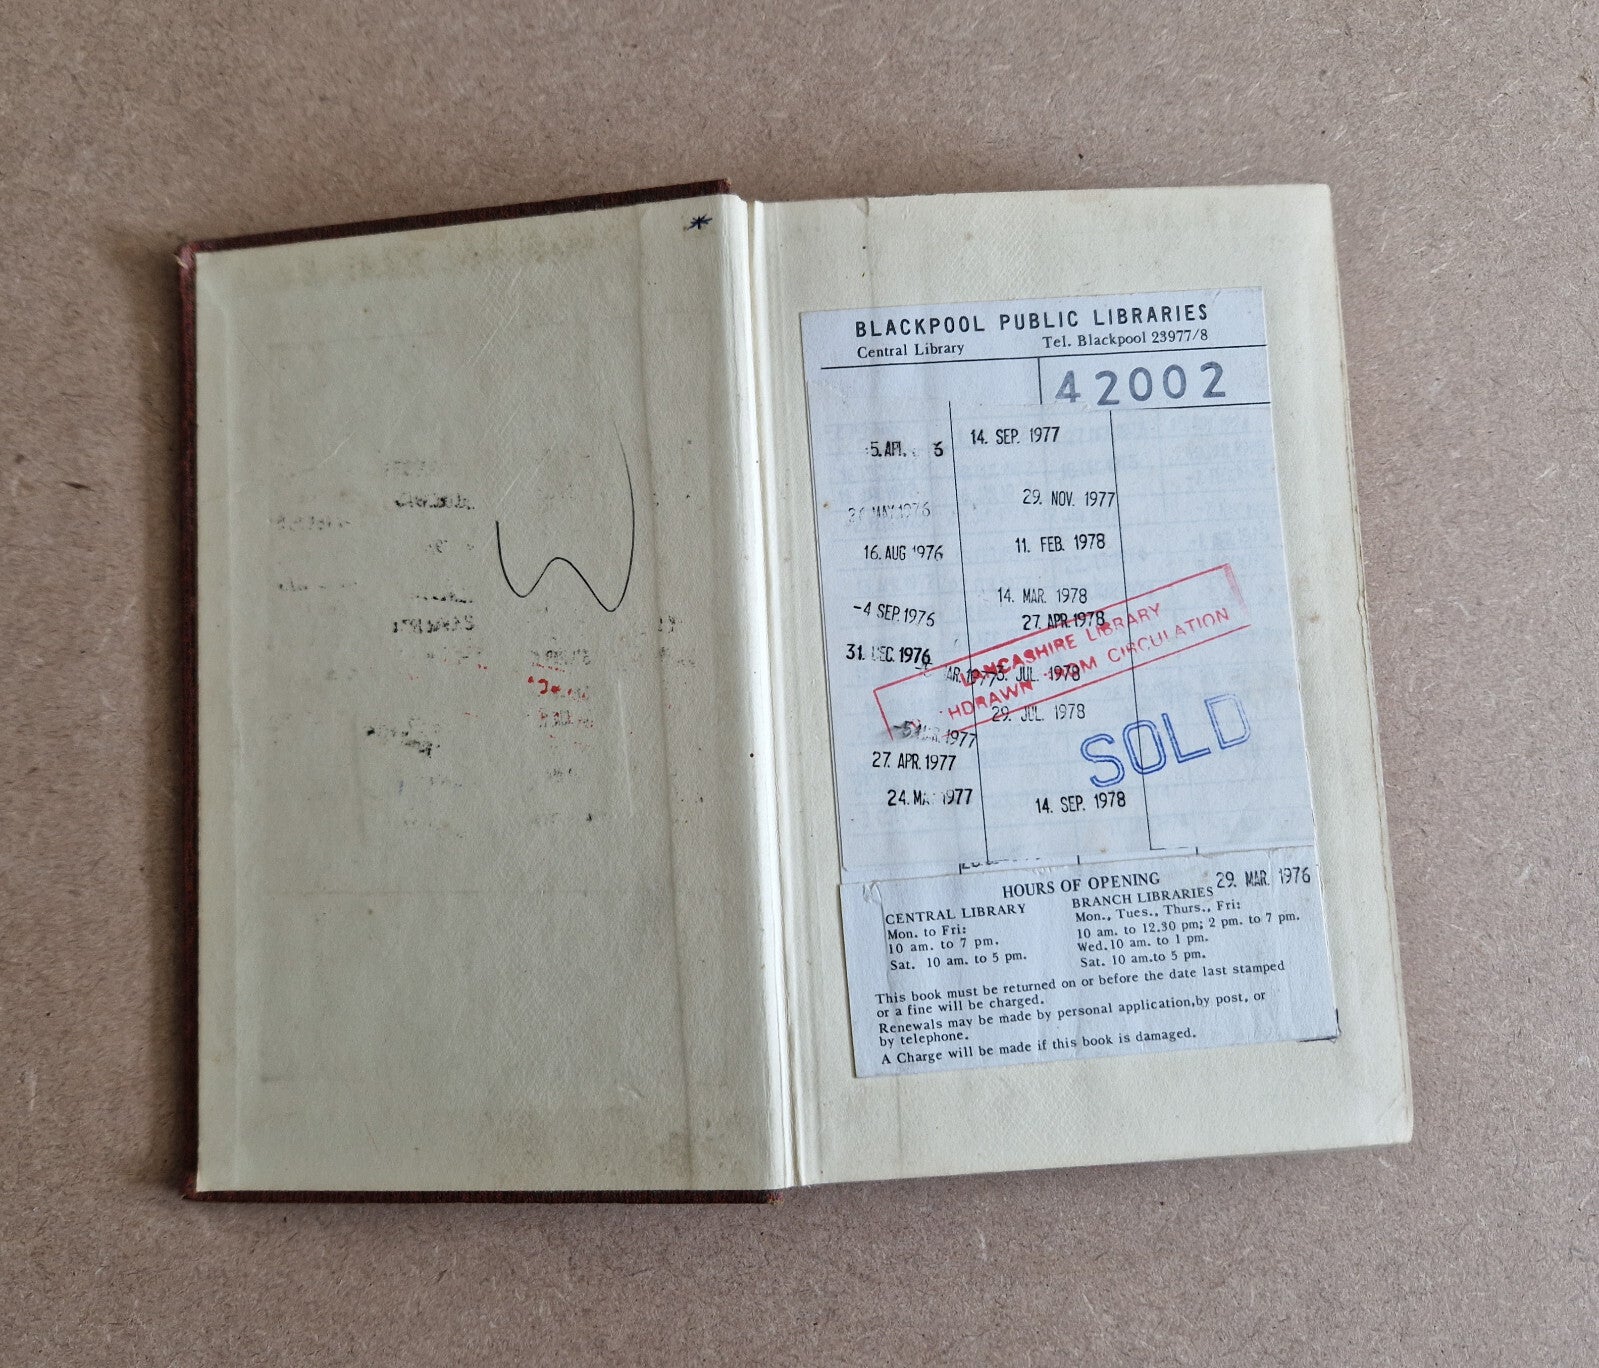 BLACKPOOL PUBLIC LIBRARIES
Central Library Tel. Blackpool 23977/8
42002
14. SEP. 1977
29. NOV. 1977
16. AUG 1976
11. FEB. 1978
14. MAR. 1978
-4 SEP. 1976
27. APR. 1978
31. DEC. 1976
JUL. 1978
LANCASHIRE LIBRARY
CIRCULATION
29. JUL. 1978
1977
27. APR. 1977
SOLD
24. 1977
14. SEP. 1978
HOURS OF OPENING
29. MAR. 1976
CENTRAL LIBRARY
Mon. to Fri:
10 am. to 7 pm.
Sat. 10 am. to 5 pm.
BRANCH LIBRARIES
Mon., Tues., Thurs., Fri:
10 am. to 12.30 pm; 2 pm. to 7 pm.
Wed. 10 am. to 1 pm.
Sat. 10 am.to 5 pm.
This book must be returned on or before the date last stamped
or a fine will be charged.
Renewals may be made by personal application,by post, or
by telephone.
A Charge will be made if this book is damaged.